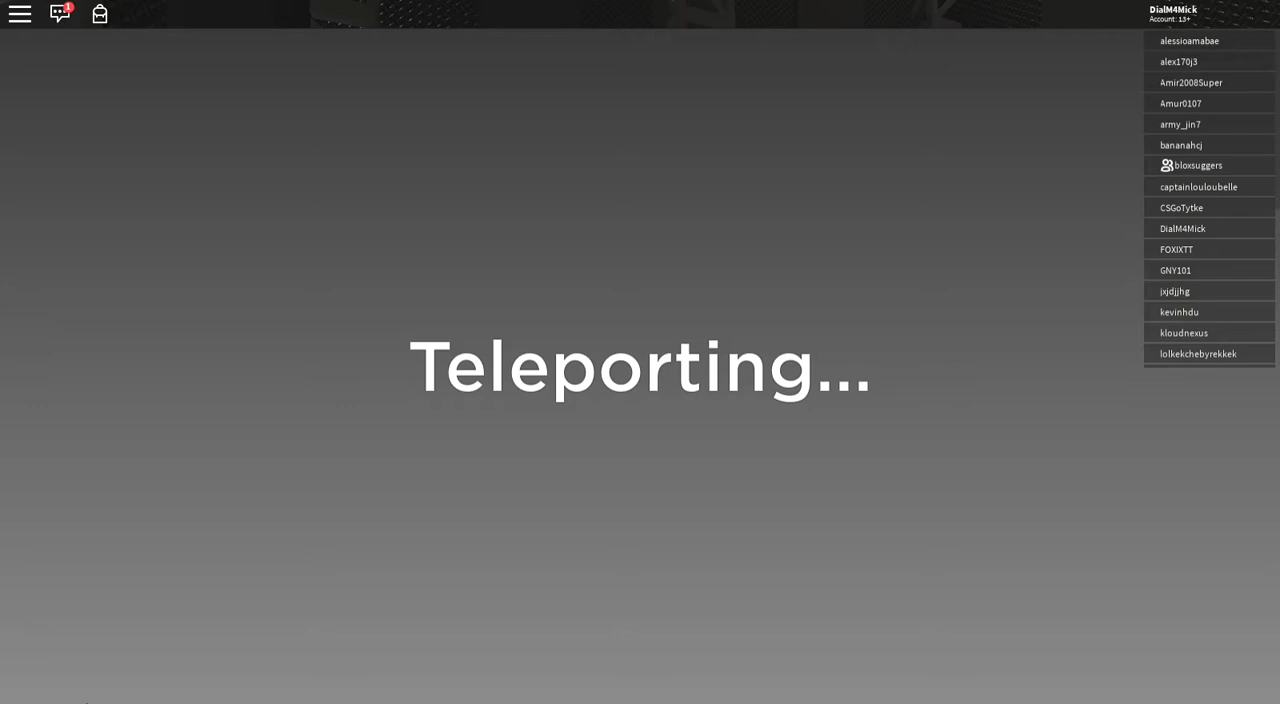 1
DialM4Mick
Account: 13+
alessioamabae
alex170j3
Amir2008Super
Amur0107
army_jin7
bananahcj
bloxsuggers
captainlouloubelle
CSGoTytke
DialM4Mick
FOXIXTT
GNY101
jxjdjjhg
kevinhdu
kloudnexus
lolkekchebyrekkek
Teleporting...